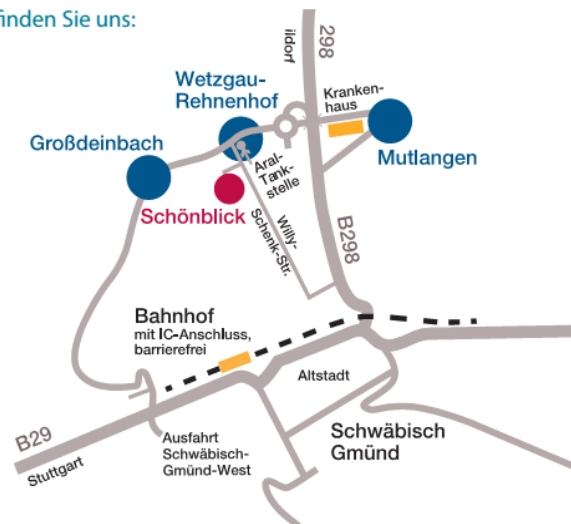 finden Sie uns:
298
ildorf
Wetzgau-
Rehnenhof
Kranken-
haus
Großdeinbach
Mutlangen
Aral-
Tank-
stelle
Schönblick
Willy-
Schenk-Str.
B298
Bahnhof
mit IC-Anschluss,
barrierefrei
Altstadt
B29
Stuttgart
Ausfahrt
Schwäbisch-
Gmünd-West
Schwäbisch
Gmünd